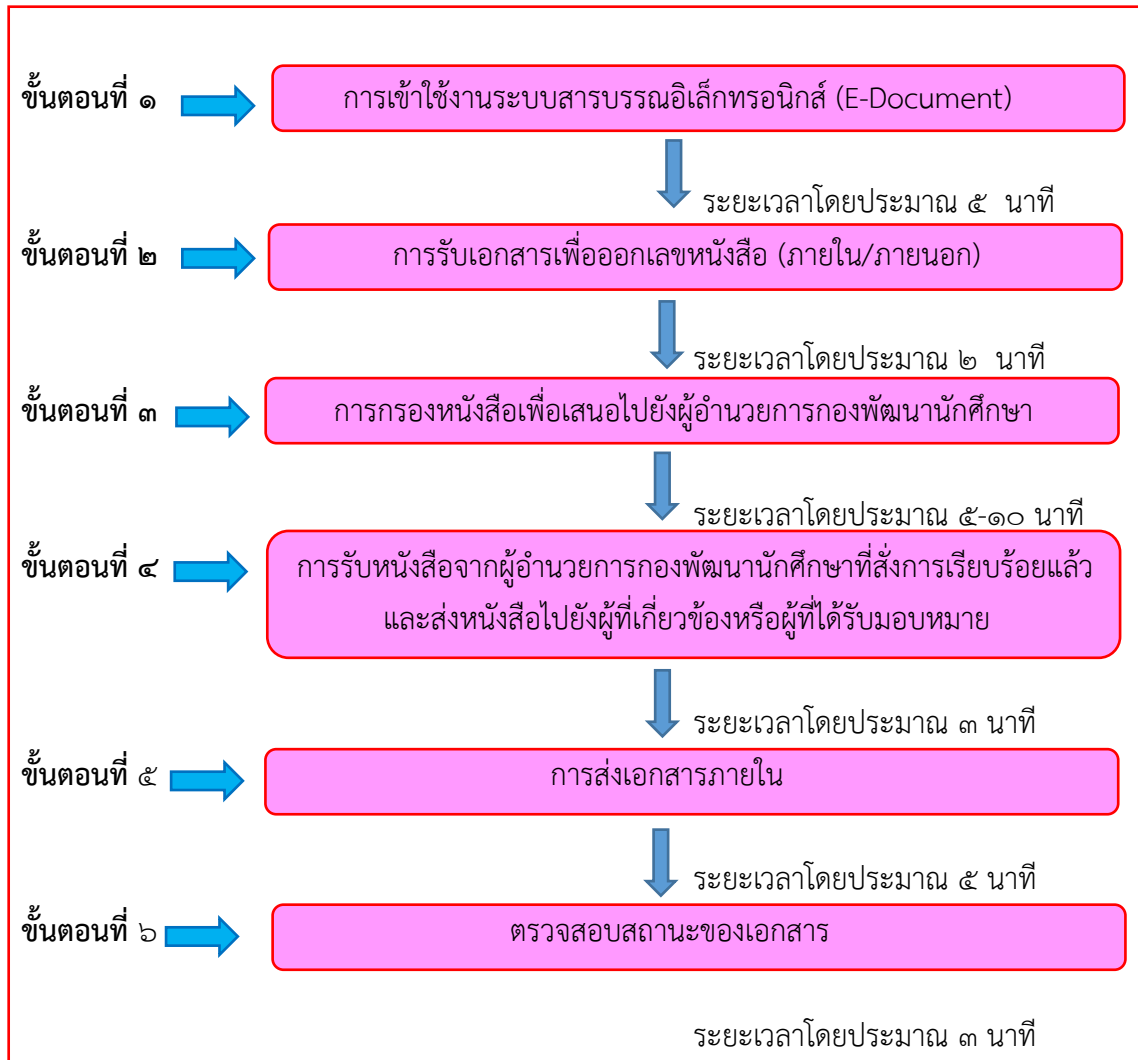 ขั้นตอนที่ ๑
การเข้าใช้งานระบบสารบรรณอิเล็กทรอนิกส์ (E-Document)
ระยะเวลาโดยประมาณ ๕ นาที
ขั้นตอนที่ ๒
การรับเอกสารเพื่อออกเลขหนังสือ (ภายใน/ภายนอก)
ระยะเวลาโดยประมาณ ๒ นาที
ขั้นตอนที่ ๓
การกรองหนังสือเพื่อเสนอไปยังผู้อำนวยการกองพัฒนานักศึกษา
ระยะเวลาโดยประมาณ ๕-๑๐ นาที
ขั้นตอนที่ ๔
การรับหนังสือจากผู้อำนวยการกองพัฒนานักศึกษาที่สั่งการเรียบร้อยแล้ว
และส่งหนังสือไปยังผู้ที่เกี่ยวข้องหรือผู้ที่ได้รับมอบหมาย
ระยะเวลาโดยประมาณ ๓ นาที
ขั้นตอนที่ ๕
การส่งเอกสารภายใน
ระยะเวลาโดยประมาณ ๕ นาที
ขั้นตอนที่ ๖
ตรวจสอบสถานะของเอกสาร
ระยะเวลาโดยประมาณ ๓ นาที